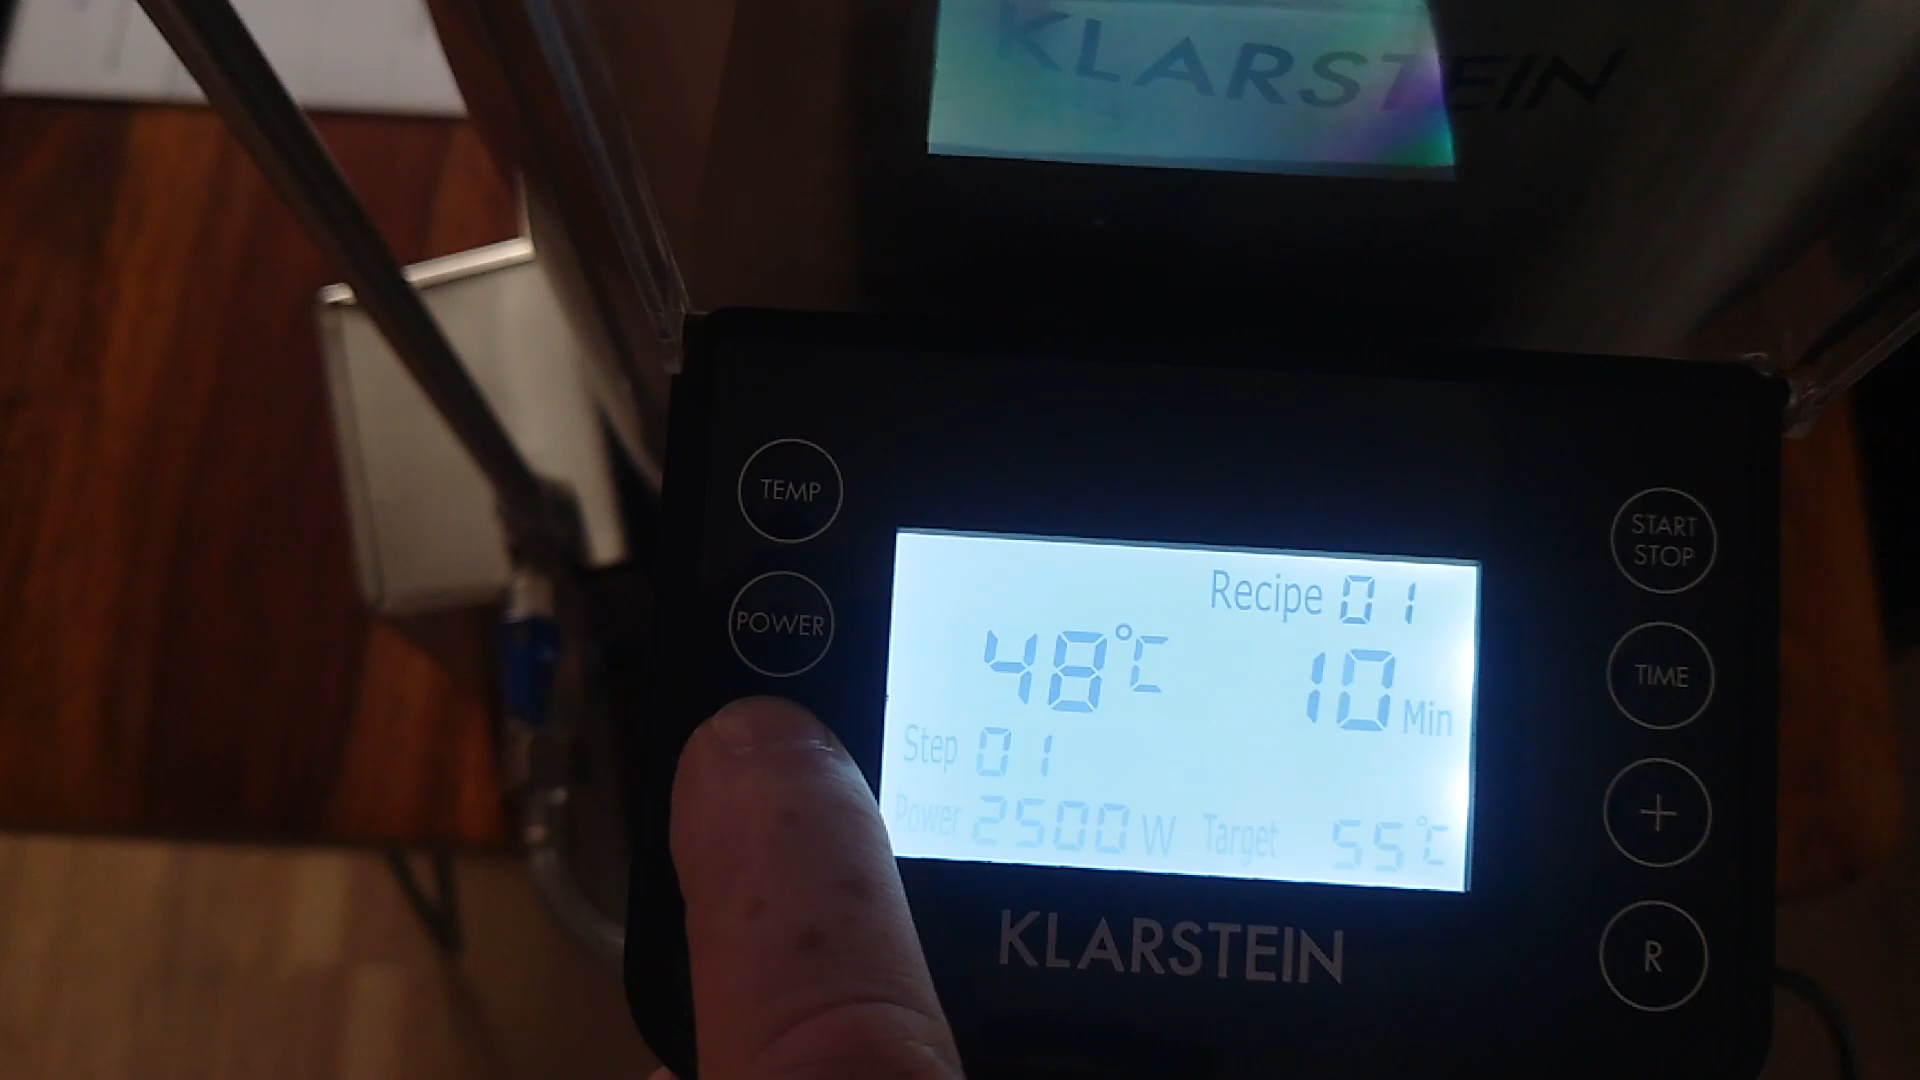 KLARSTEIN
TEMP
POWER
START
STOP
TIME
+
R
Recipe 01
48°C
10 Min
Step 01
Power 2500 W Target 55°C
KLARSTEIN